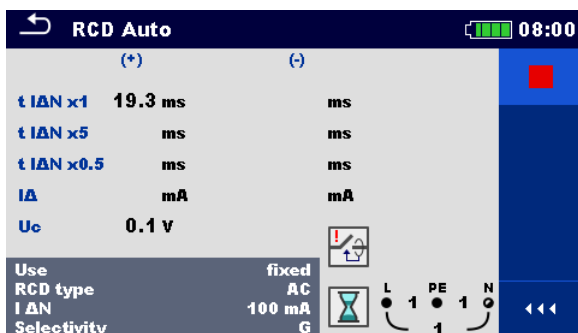 RCD Auto 08:00
(+) (-)
t IΔN x1 19.3 ms ms
t IΔN x5 ms ms
t IΔN x0.5 ms ms
IΔ mA mA
Uc 0.1 V
Use fixed
RCD type AC
I ΔN 100 mA
Selectivity G
L PE N
1 1
1